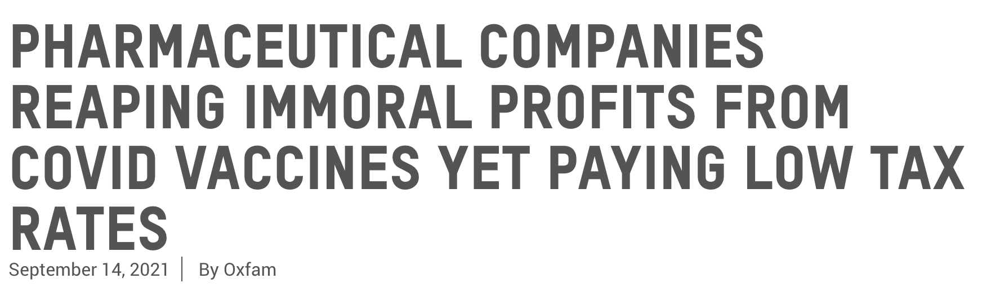 PHARMACEUTICAL COMPANIES
REAPING IMMORAL PROFITS FROM
COVID VACCINES YET PAYING LOW TAX
RATES
September 14, 2021 | By Oxfam